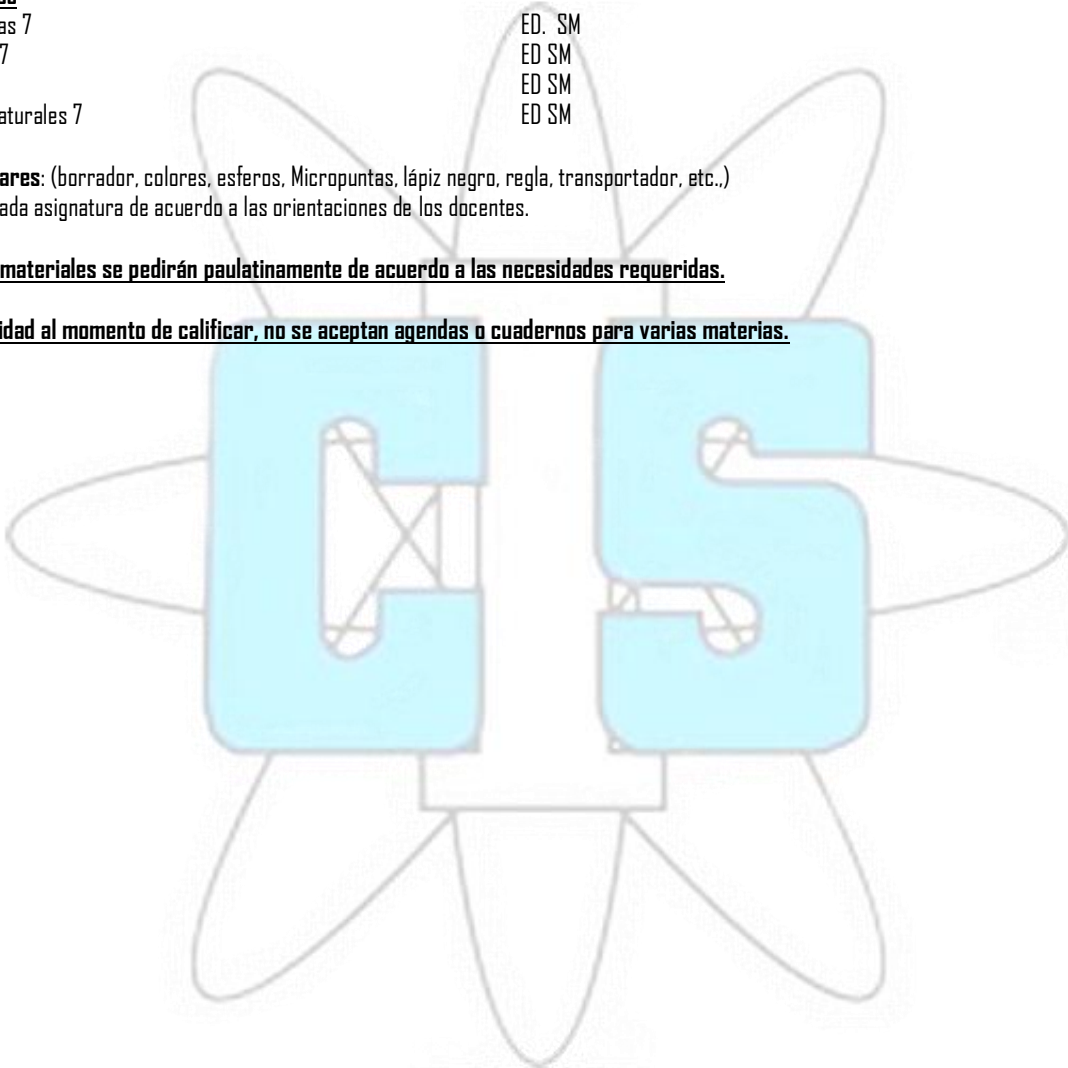 as 7 ED. SM
7 ED SM
ED SM
aturales 7 ED SM
ares: (borrador, colores, esferos, Micropuntas, lápiz negro, regla, transportador, etc.,)
ada asignatura de acuerdo a las orientaciones de los docentes.
materiales se pedirán paulatinamente de acuerdo a las necesidades requeridas.
idad al momento de calificar, no se aceptan agendas o cuadernos para varias materias.
CS